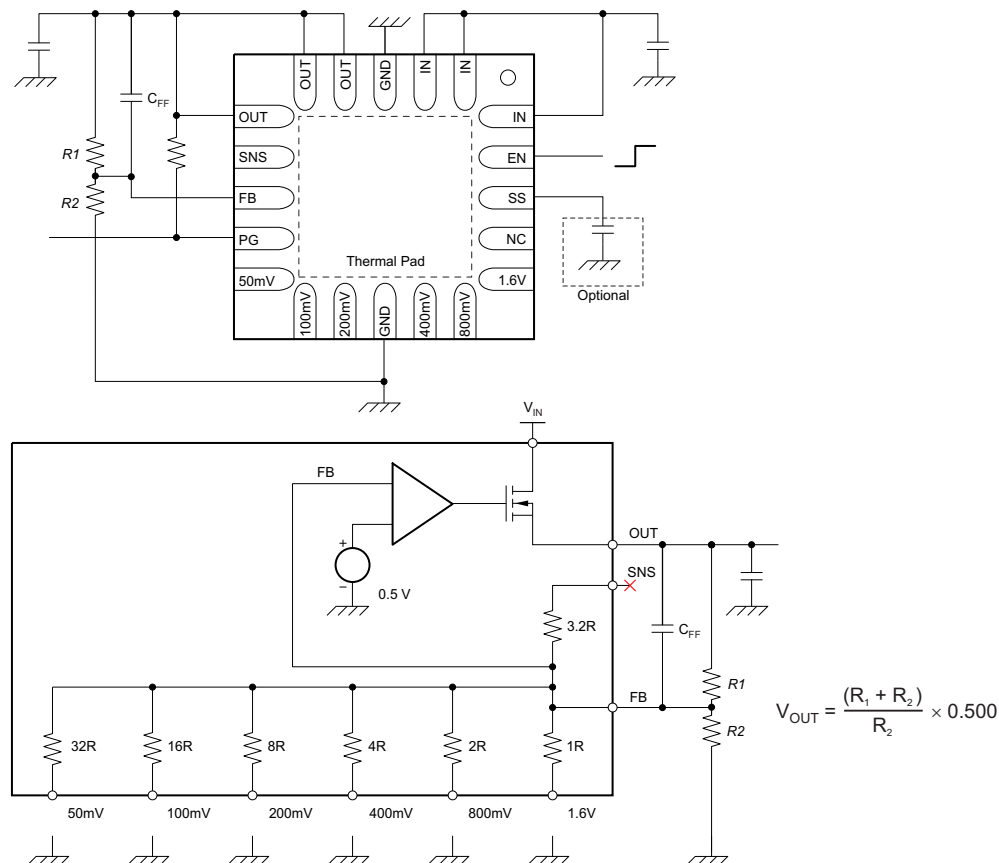 OUT
OUT
GND
IN
IN
C_FF
R1
R2
OUT
SNS
FB
PG
50mV
IN
EN
SS
NC
1.6V
Thermal Pad
100mV
200mV
GND
400mV
800mV
Optional
V_IN
FB
+
−
0.5 V
OUT
SNS
3.2R
C_FF
FB
R1
R2
V_OUT = (R_1 + R_2) / R_2 × 0.500
32R
16R
8R
4R
2R
1R
50mV
100mV
200mV
400mV
800mV
1.6V